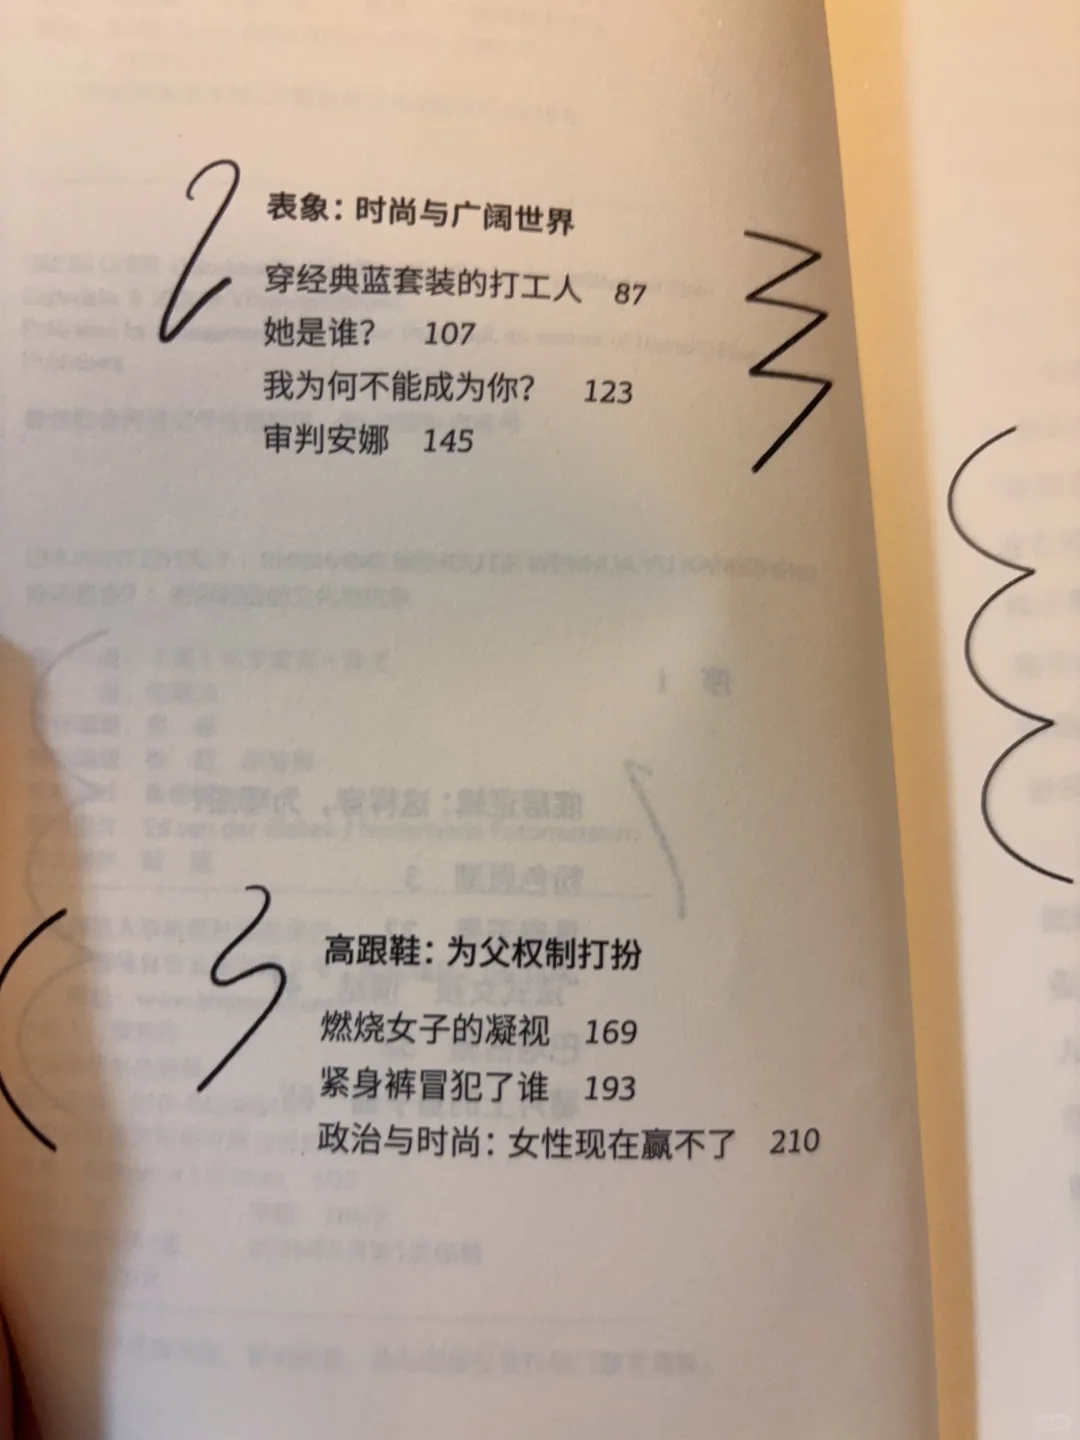 2
表象：时尚与广阔世界
穿经典蓝套装的打工人 87
她是谁？ 107
我为何不能成为你？ 123
审判安娜 145
3
高跟鞋：为父权制打扮
燃烧女子的凝视 169
紧身裤冒犯了谁 193
政治与时尚：女性现在赢不了 210